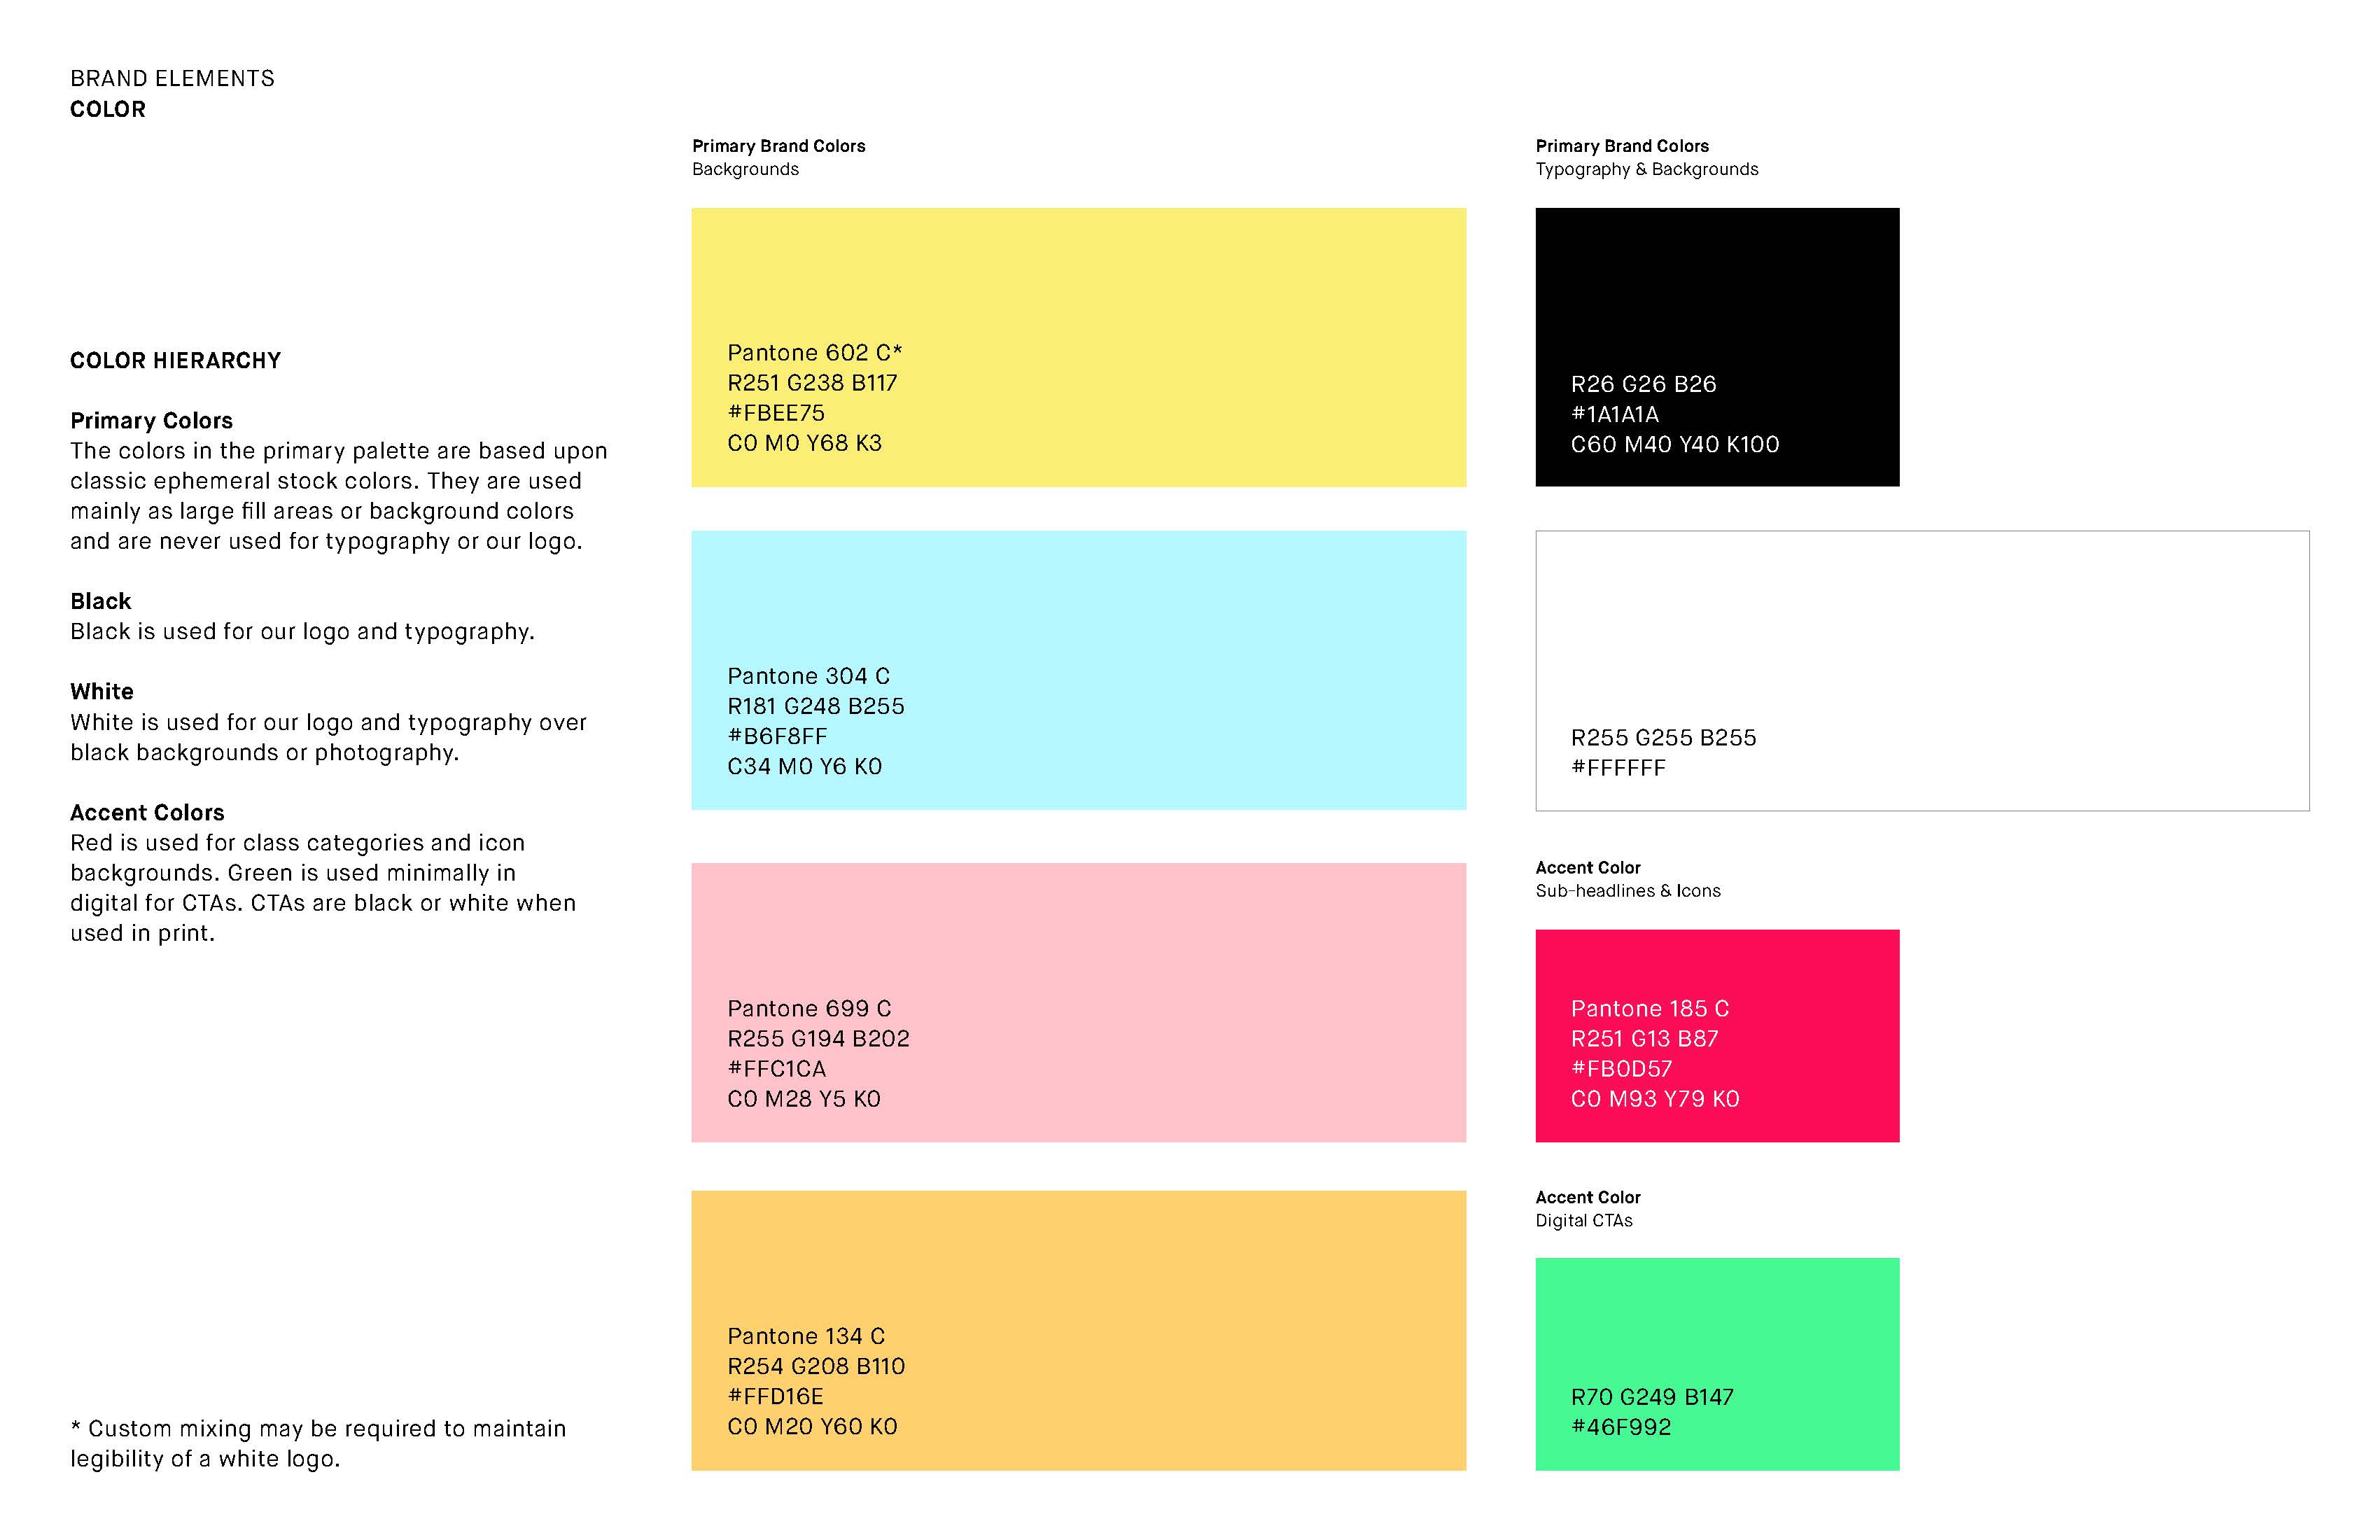 BRAND ELEMENTS
COLOR
COLOR HIERARCHY
Primary Colors
The colors in the primary palette are based upon
classic ephemeral stock colors. They are used
mainly as large fill areas or background colors
and are never used for typography or our logo.
Black
Black is used for our logo and typography.
White
White is used for our logo and typography over
black backgrounds or photography.
Accent Colors
Red is used for class categories and icon
backgrounds. Green is used minimally in
digital for CTAs. CTAs are black or white when
used in print.
* Custom mixing may be required to maintain
legibility of a white logo.
Primary Brand Colors
Backgrounds
Pantone 602 C*
R251 G238 B117
#FBEE75
C0 M0 Y68 K3
Pantone 304 C
R181 G248 B255
#B6F8FF
C34 M0 Y6 K0
Pantone 699 C
R255 G194 B202
#FFC1CA
C0 M28 Y5 K0
Pantone 134 C
R254 G208 B110
#FFD16E
C0 M20 Y60 K0
Primary Brand Colors
Typography & Backgrounds
R26 G26 B26
#1A1A1A
C60 M40 Y40 K100
R255 G255 B255
#FFFFFF
Accent Color
Sub-headlines & Icons
Pantone 185 C
R251 G13 B87
#FB0D57
C0 M93 Y79 K0
Accent Color
Digital CTAs
R70 G249 B147
#46F992